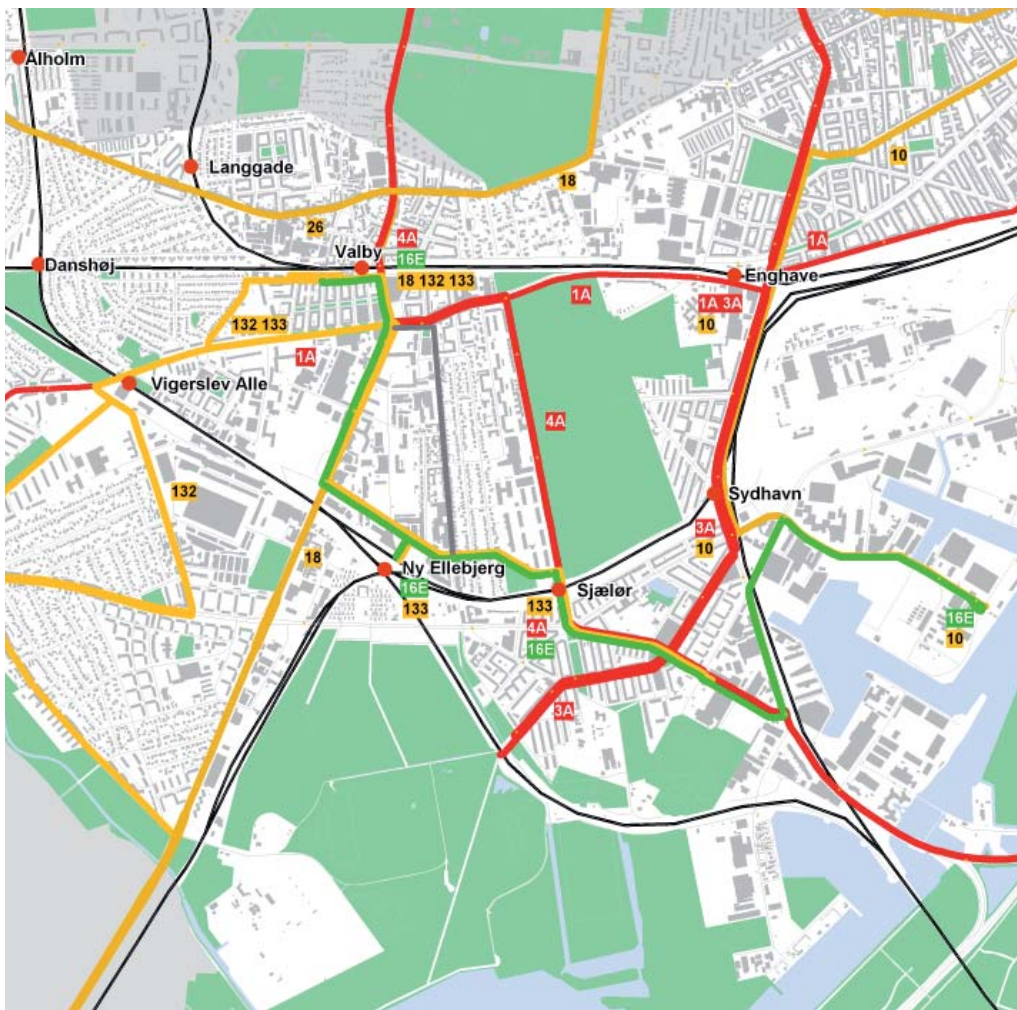 Ålholm
Langgade
10
18
26
4A
1A
Valby
16E
Danshøj
18 132 133
Enghave
1A
1A 3A
132 133
10
1A
Vigerslev Alle
4A
132
Sydhavn
3A
18
10
Ny Ellebjerg
16E
Sjælør
133
133
16E
4A
10
16E
3A